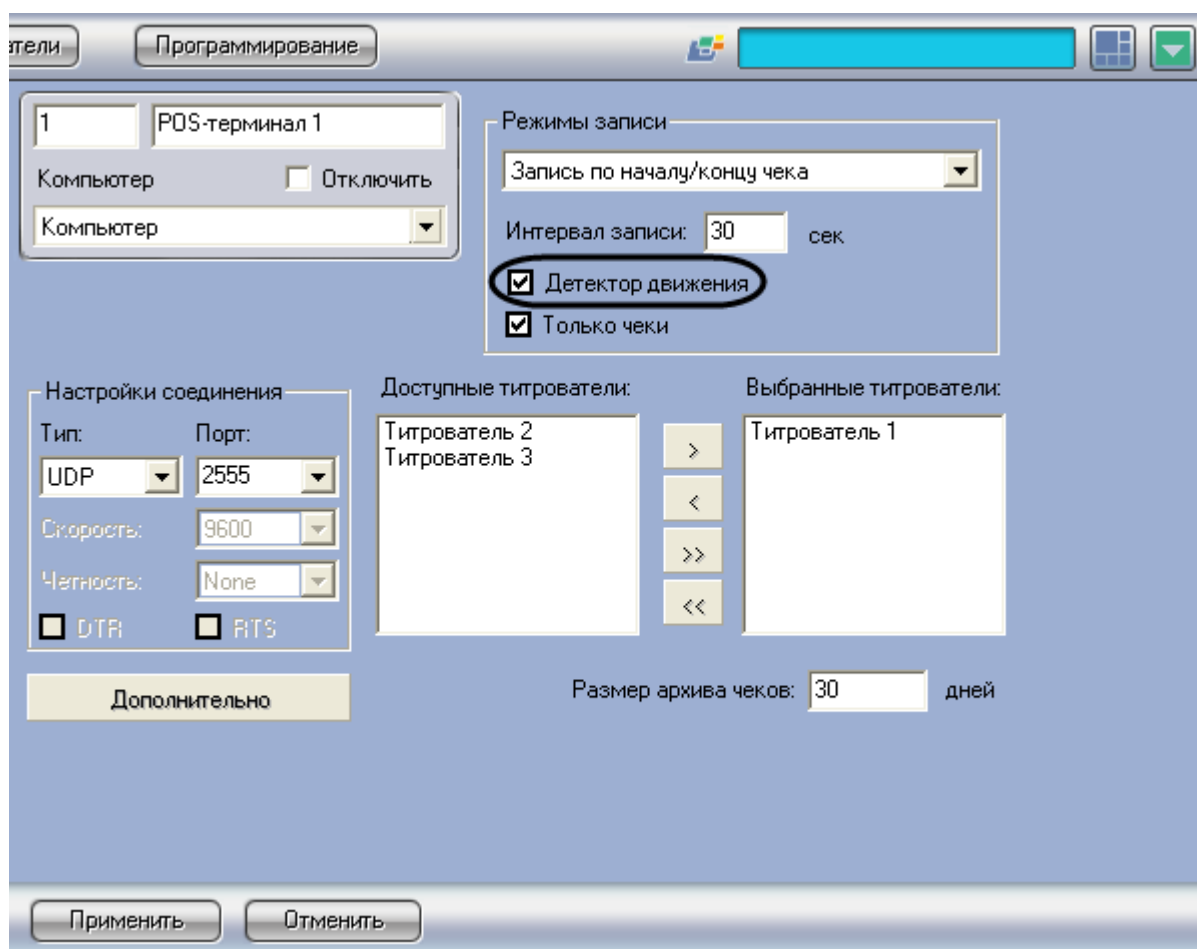 атели Программирование
1 POS-терминал 1
Компьютер Отключить
Компьютер
Режимы записи
Запись по началу/концу чека
Интервал записи: 30 сек
Детектор движения
Только чеки
Настройки соединения
Тип: Порт:
UDP 2555
Скорость: 9600
Четность: None
DTR RTS
Доступные титрователи:
Титрователь 2
Титрователь 3
>
<
>>
<<
Выбранные титрователи:
Титрователь 1
Дополнительно
Размер архива чеков: 30 дней
Применить Отменить